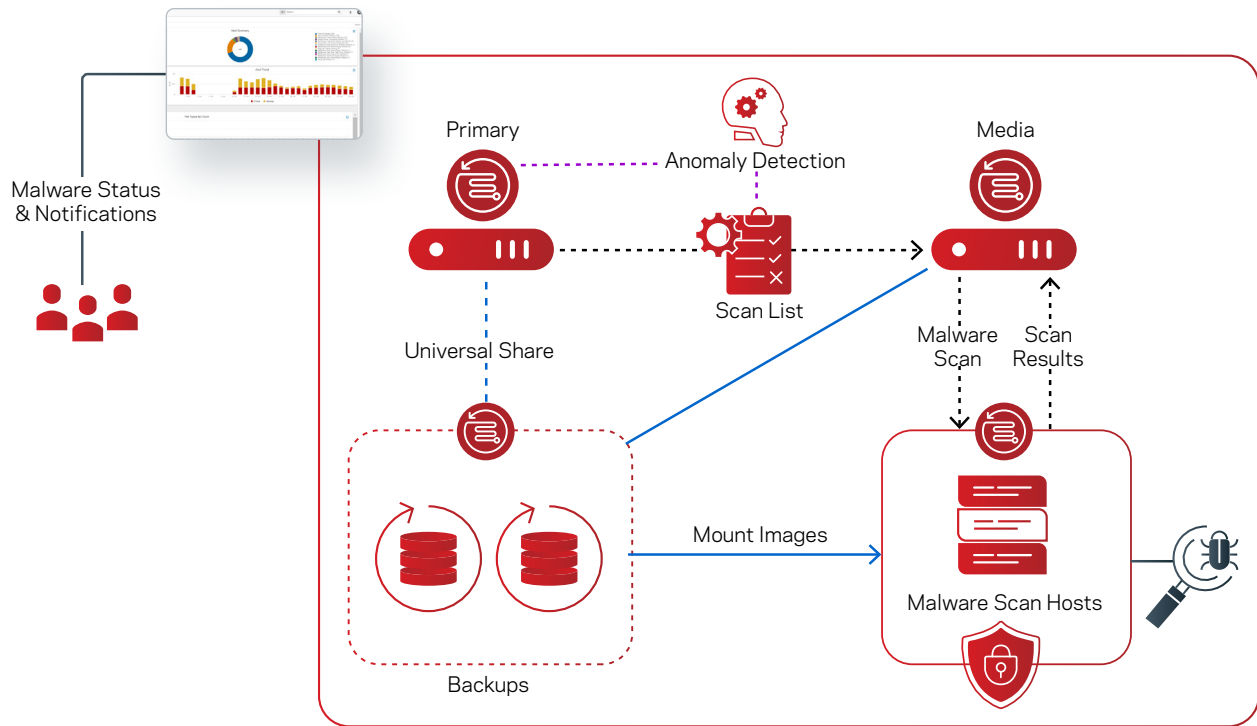 Primary
Media
Anomaly Detection
Malware Status
& Notifications
Scan List
Universal Share
Malware
Scan
Scan
Results
Mount Images
Malware Scan Hosts
Backups